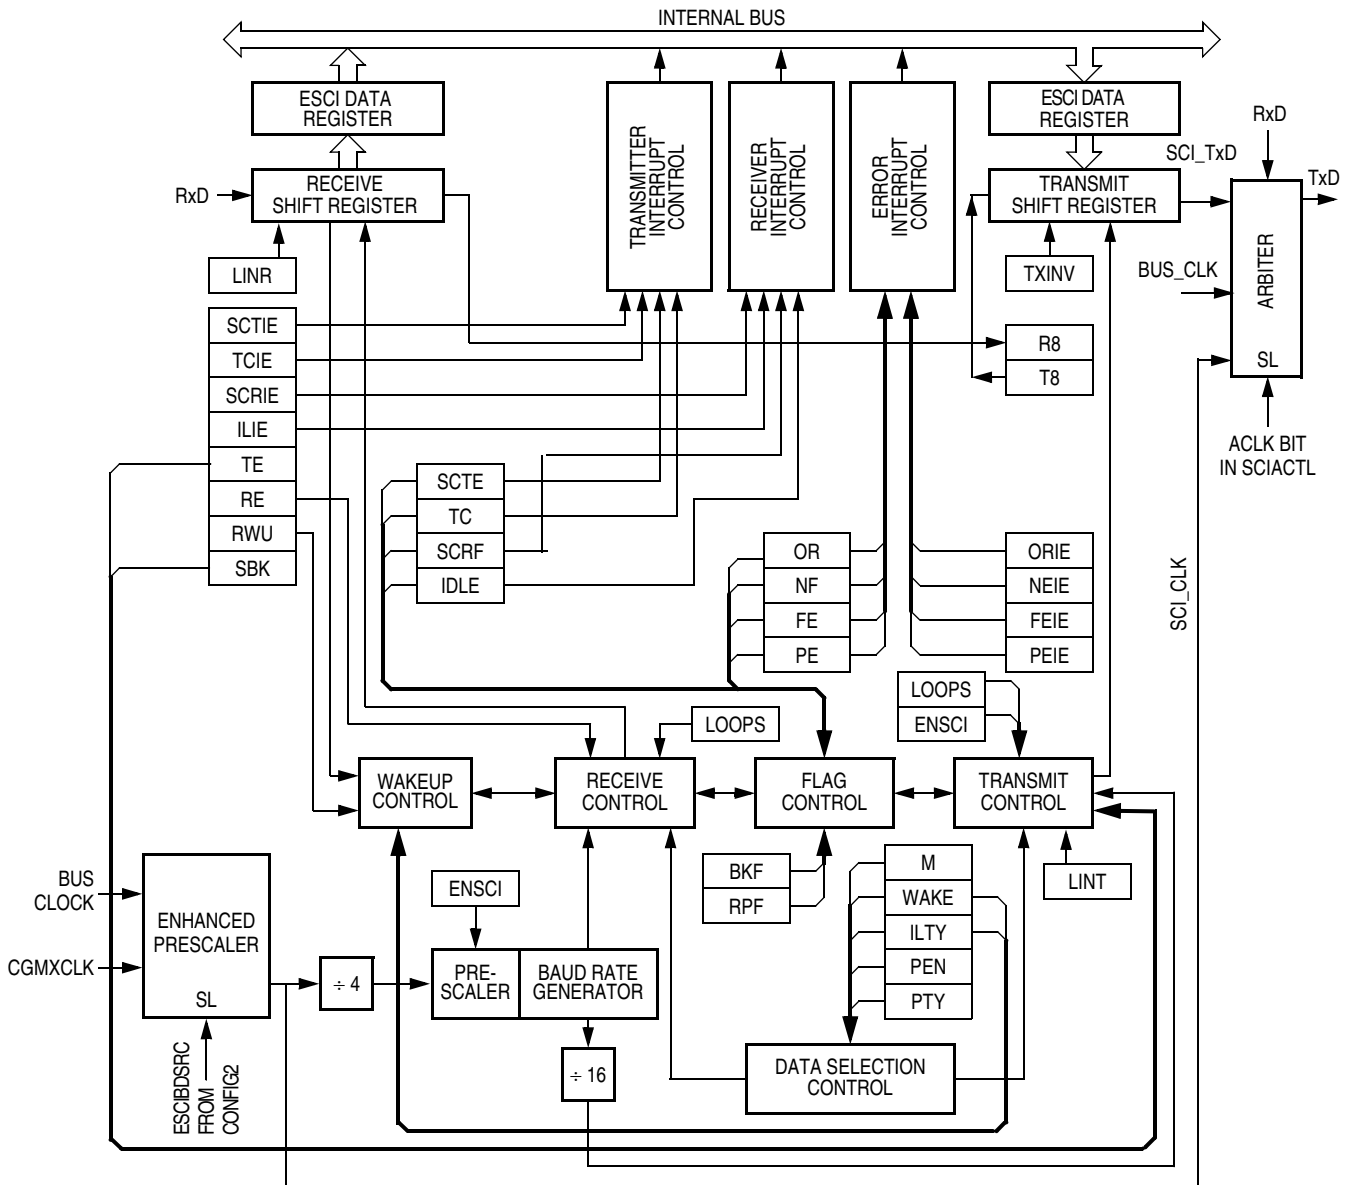 INTERNAL BUS
ESCI DATA
REGISTER
RECEIVE
SHIFT REGISTER
RxD
LINR
TRANSMITTER
INTERRUPT
CONTROL
RECEIVER
INTERRUPT
CONTROL
ERROR
INTERRUPT
CONTROL
ESCI DATA
REGISTER
TRANSMIT
SHIFT REGISTER
TXINV
SCI_TxD
RxD
TxD
BUS_CLK
ARBITER
SL
ACLK BIT
IN SCIACTL
R8
T8
SCTIE
TCIE
SCRIE
ILIE
TE
RE
RWU
SBK
SCTE
TC
SCRF
IDLE
OR
NF
FE
PE
ORIE
NEIE
FEIE
PEIE
SCI_CLK
LOOPS
LOOPS
ENSCI
WAKEUP
CONTROL
RECEIVE
CONTROL
FLAG
CONTROL
TRANSMIT
CONTROL
BKF
RPF
M
WAKE
ILTY
PEN
PTY
LINT
BUS
CLOCK
CGMXCLK
ENHANCED
PRESCALER
SL
ESCIBDSRC
FROM
CONFIG2
÷ 4
ENSCI
PRE-
SCALER
BAUD RATE
GENERATOR
÷ 16
DATA SELECTION
CONTROL